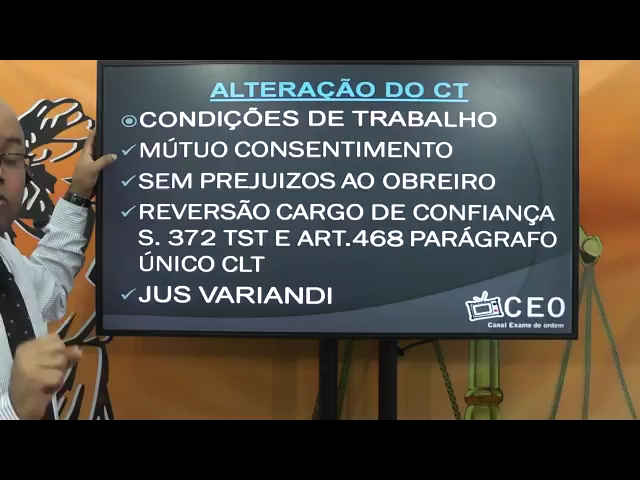 ALTERAÇÃO DO CT
CONDIÇÕES DE TRABALHO
MÚTUO CONSENTIMENTO
SEM PREJUIZOS AO OBREIRO
REVERSÃO CARGO DE CONFIANÇA
S. 372 TST E ART.468 PARÁGRAFO
ÚNICO CLT
JUS VARIANDI
CEO
Canal Exame de ordem